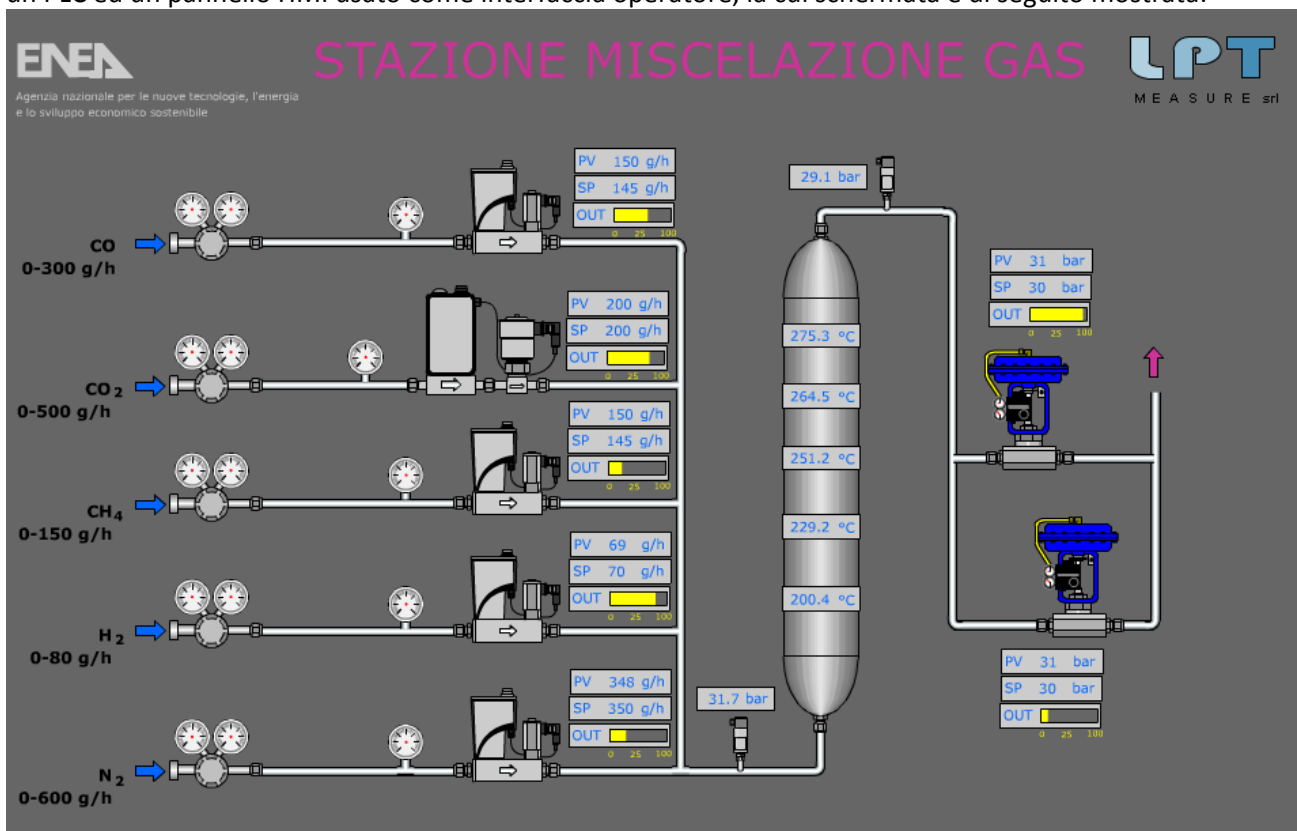 un PLC ed un pannello HMI usato come interfaccia operatore, la cui schermata è di seguito mostrata:
ENEA
Agenzia nazionale per le nuove tecnologie, l'energia
e lo sviluppo economico sostenibile
STAZIONE MISCELAZIONE GAS
LPT
MEASURE srl
CO
0-300 g/h
PV 150 g/h
SP 145 g/h
OUT
0 25 100
CO2
0-500 g/h
PV 200 g/h
SP 200 g/h
OUT
0 25 100
CH4
0-150 g/h
PV 150 g/h
SP 145 g/h
OUT
0 25 100
H2
0-80 g/h
PV 69 g/h
SP 70 g/h
OUT
0 25 100
N2
0-600 g/h
PV 348 g/h
SP 350 g/h
OUT
0 25 100
31.7 bar
29.1 bar
275.3 °C
264.5 °C
251.2 °C
229.2 °C
200.4 °C
PV 31 bar
SP 30 bar
OUT
0 25 100
PV 31 bar
SP 30 bar
OUT
0 25 100